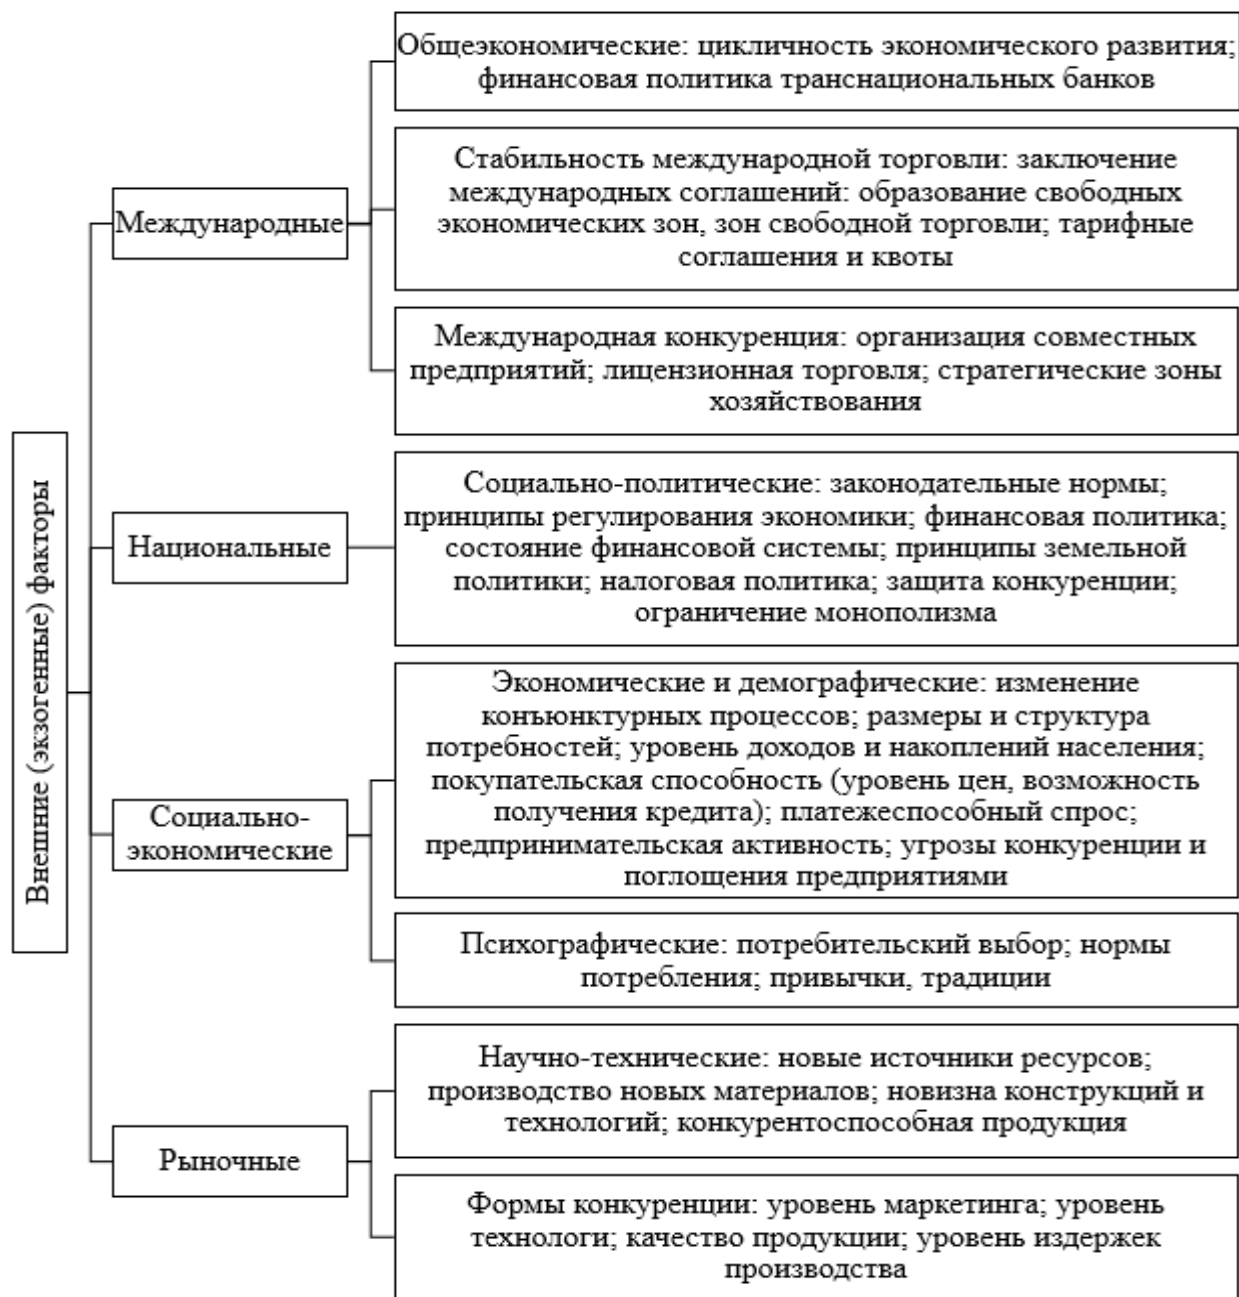 Внешние (экзогенные) факторы
Международные
Общеэкономические: цикличность экономического развития;
финансовая политика транснациональных банков
Стабильность международной торговли: заключение
международных соглашений: образование свободных
экономических зон, зон свободной торговли; тарифные
соглашения и квоты
Международная конкуренция: организация совместных
предприятий; лицензионная торговля; стратегические зоны
хозяйствования
Национальные
Социально-политические: законодательные нормы;
принципы регулирования экономики; финансовая политика;
состояние финансовой системы; принципы земельной
политики; налоговая политика; защита конкуренции;
ограничение монополизма
Социально-
экономические
Экономические и демографические: изменение
конъюнктурных процессов; размеры и структура
потребностей; уровень доходов и накоплений населения;
покупательская способность (уровень цен, возможность
получения кредита); платежеспособный спрос;
предпринимательская активность; угрозы конкуренции и
поглощения предприятиями
Психографические: потребительский выбор; нормы
потребления; привычки, традиции
Рыночные
Научно-технические: новые источники ресурсов;
производство новых материалов; новизна конструкций и
технологий; конкурентоспособная продукция
Формы конкуренции: уровень маркетинга; уровень
технологи; качество продукции; уровень издержек
производства